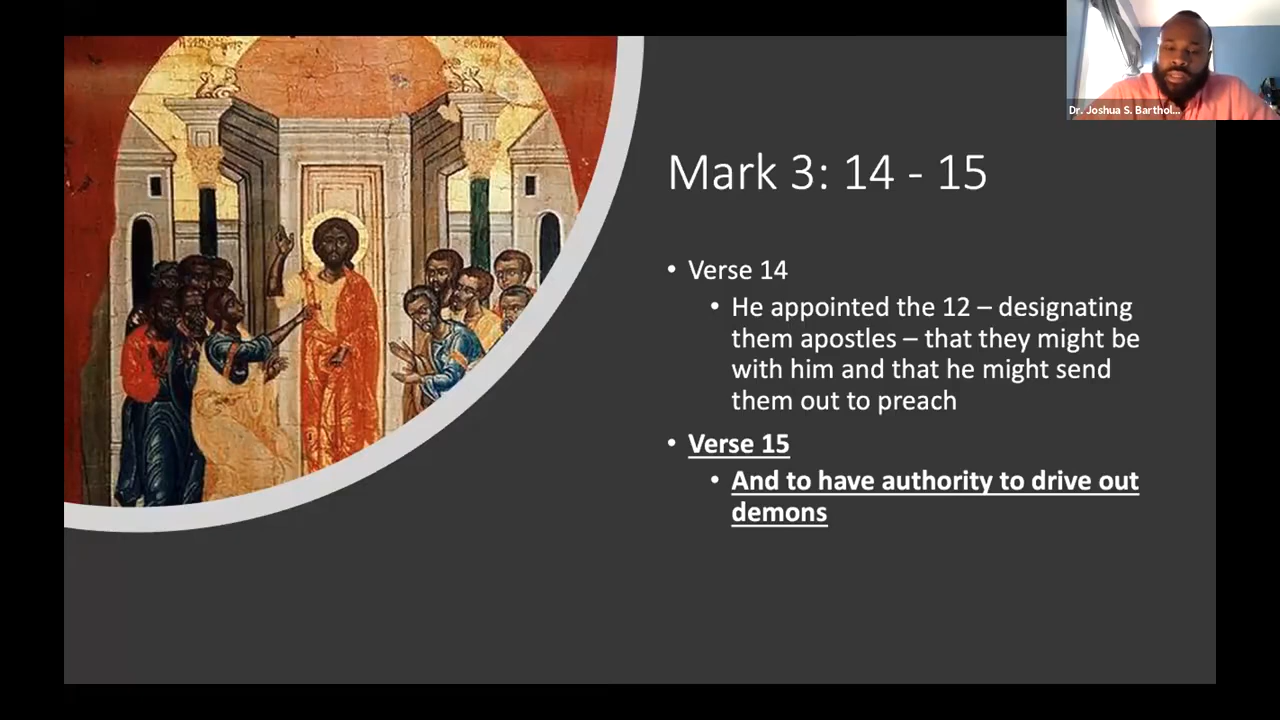 Dr. Joshua S. Barthol...
Mark 3: 14 - 15
• Verse 14
• He appointed the 12 – designating
them apostles – that they might be
with him and that he might send
them out to preach
• Verse 15
• And to have authority to drive out
demons